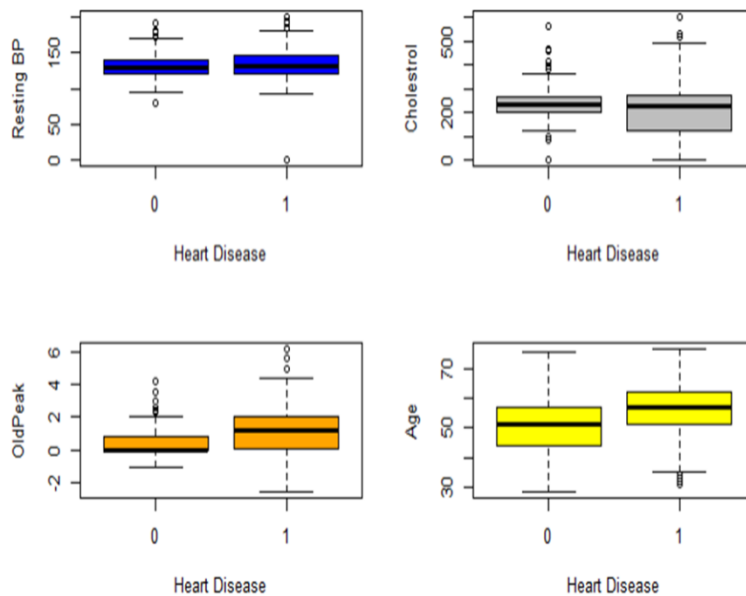 Resting BP
150
50
0
0 1
Heart Disease
Cholestrol
500
200
0
0 1
Heart Disease
OldPeak
6
4
2
0
-2
0 1
Heart Disease
Age
70
50
30
0 1
Heart Disease